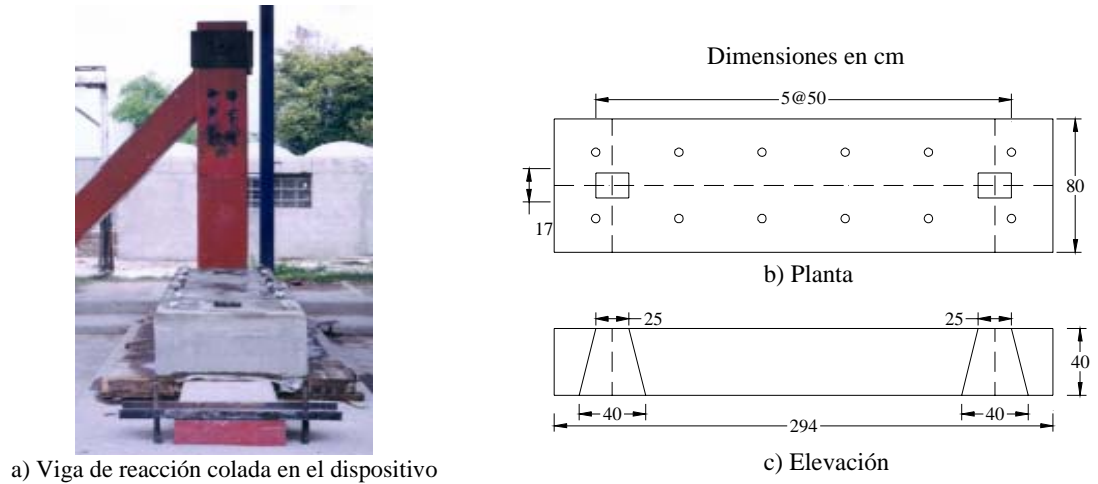 Dimensiones en cm
5@50
17
80
b) Planta
25
25
40
40
40
294
a) Viga de reacción colada en el dispositivo
c) Elevación